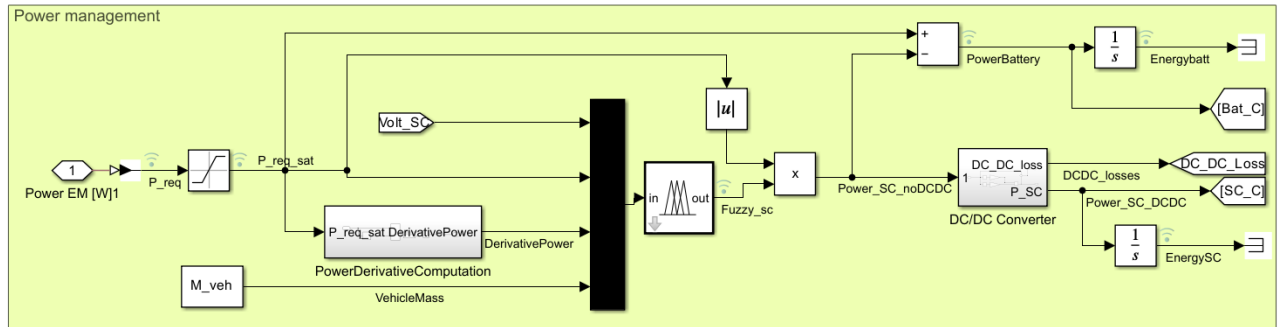 Power management
+
−
PowerBattery
1
s
Energybatt
[Bat_C]
|u|
Volt_SC
1
Power EM [W]1
P_req
P_req_sat
in
out
Fuzzy_sc
x
Power_SC_noDCDC
1
DC_DC_loss
P_SC
DC/DC Converter
DCDC_losses
DC_DC_Loss
Power_SC_DCDC
[SC_C]
1
s
EnergySC
P_req_sat DerivativePower
DerivativePower
PowerDerivativeComputation
M_veh
VehicleMass